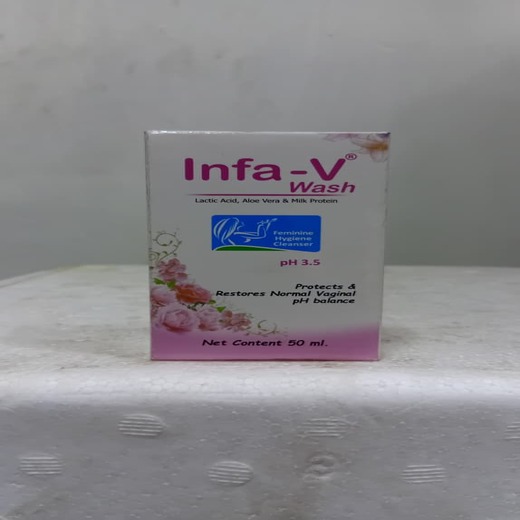 Infa-V®
Wash
Lactic Acid, Aloe Vera & Milk Protein
Feminine
Hygiene
Cleanser
pH 3.5
Protects &
Restores Normal Vaginal
pH balance
Net Content 50 ml.